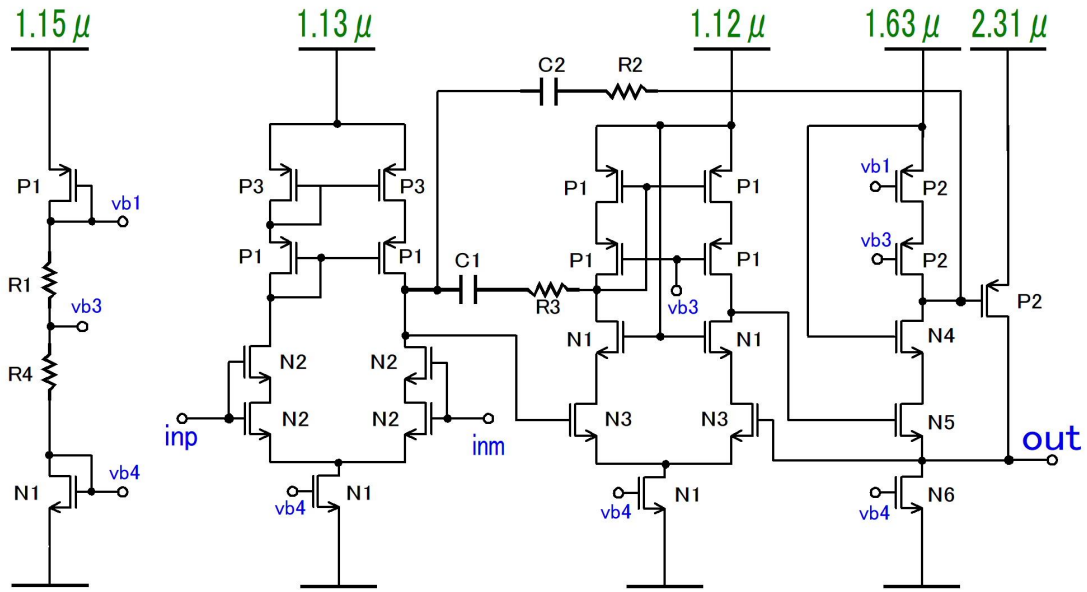 1.15μ 1.13μ 1.12μ 1.63μ 2.31μ
C2 R2
P1 P3 P3 P1 P1 vb1 P2
vb1
P1 P1 P1 P1 vb3 P2
R1 C1 R3 vb3 P2
vb3
N1 N1 N4
R4 N2 N2
N2 N2 N3 N3 N5
inp inm out
vb4
N1 N1 N1 N6
vb4 vb4 vb4